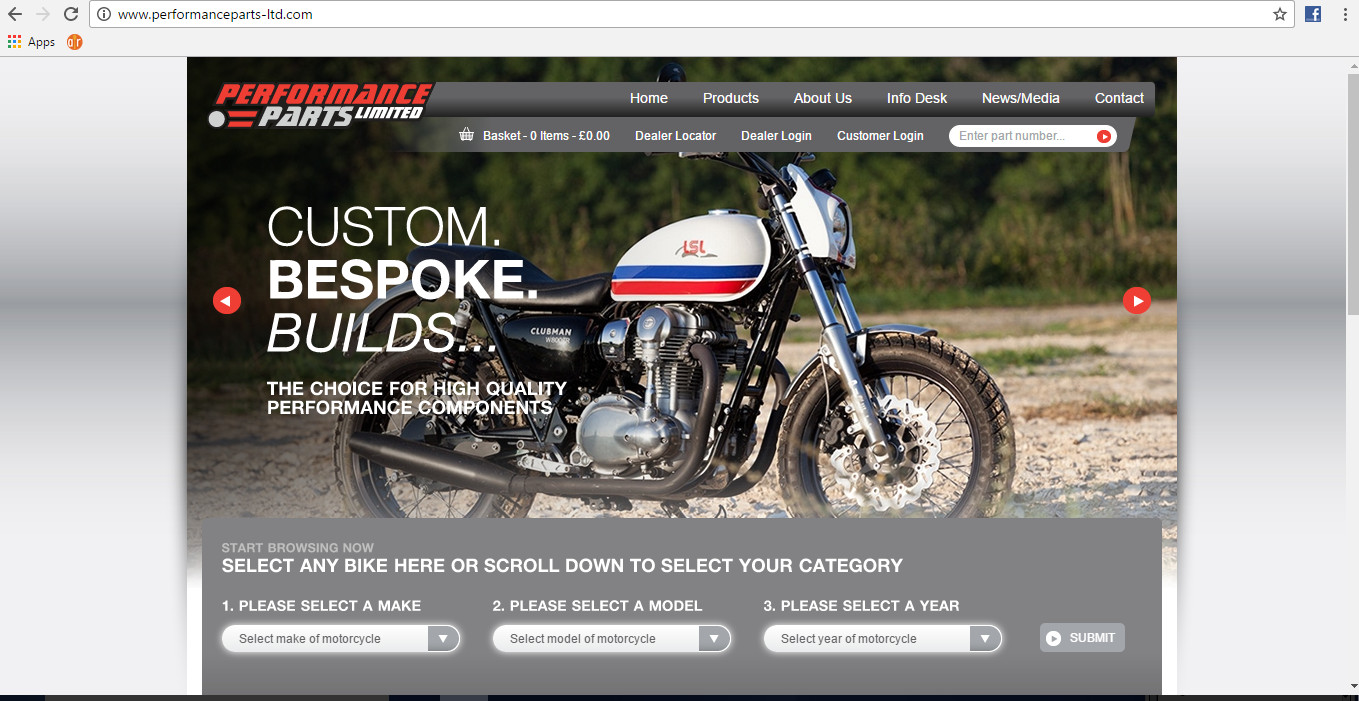 www.performanceparts-ltd.com
Apps
PERFORMANCE
PARTS LIMITED
Home Products About Us Info Desk News/Media Contact
Basket - 0 Items - £0.00 Dealer Locator Dealer Login Customer Login Enter part number...
CUSTOM.
BESPOKE.
BUILDS...
LSL
CLUBMAN
THE CHOICE FOR HIGH QUALITY
PERFORMANCE COMPONENTS
START BROWSING NOW
SELECT ANY BIKE HERE OR SCROLL DOWN TO SELECT YOUR CATEGORY
1. PLEASE SELECT A MAKE 2. PLEASE SELECT A MODEL 3. PLEASE SELECT A YEAR
Select make of motorcycle Select model of motorcycle Select year of motorcycle SUBMIT